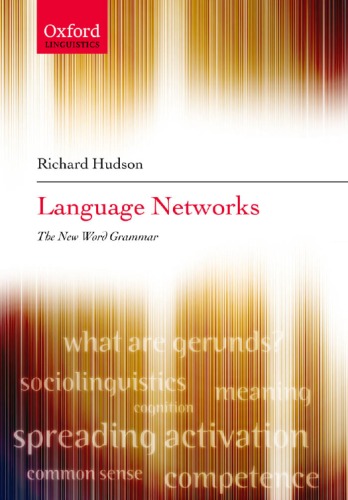 Oxford
LINGUISTICS
Richard Hudson
Language Networks
The New Word Grammar
what are gerunds?
sociolinguistics
meaning
cognition
spreading activation
common sense
competence